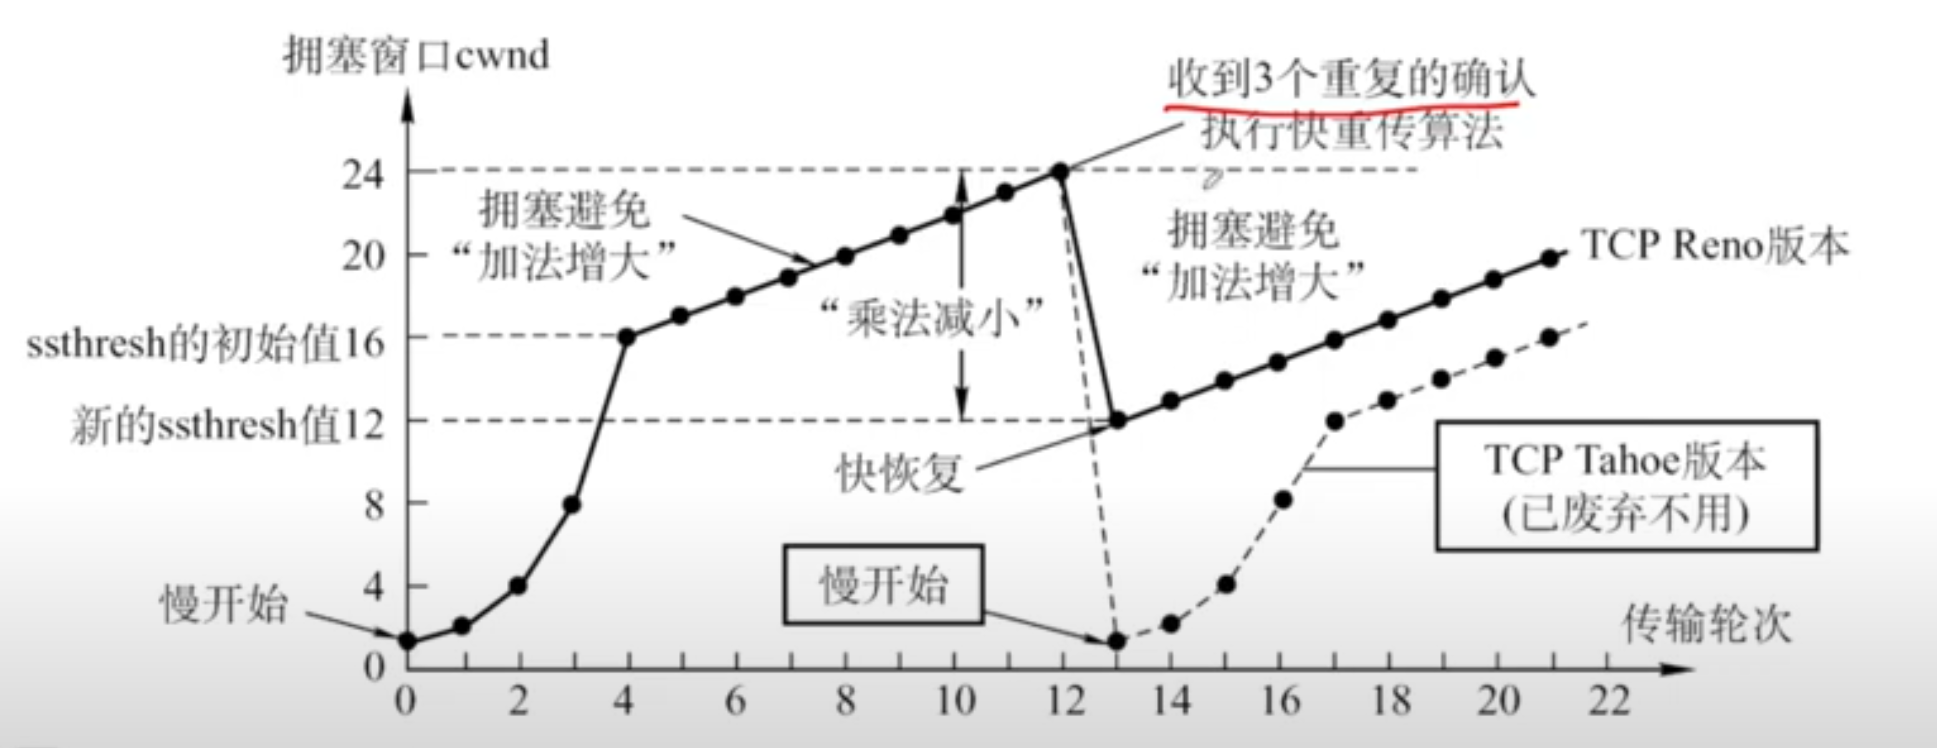 拥塞窗口cwnd
收到3个重复的确认
执行快重传算法
24
拥塞避免
“加法增大”
拥塞避免
“加法增大”
TCP Reno版本
20
“乘法减小”
ssthresh的初始值16
新的ssthresh值12
快恢复
TCP Tahoe版本
(已废弃不用)
8
慢开始
4
慢开始
传输轮次
0
0 2 4 6 8 10 12 14 16 18 20 22